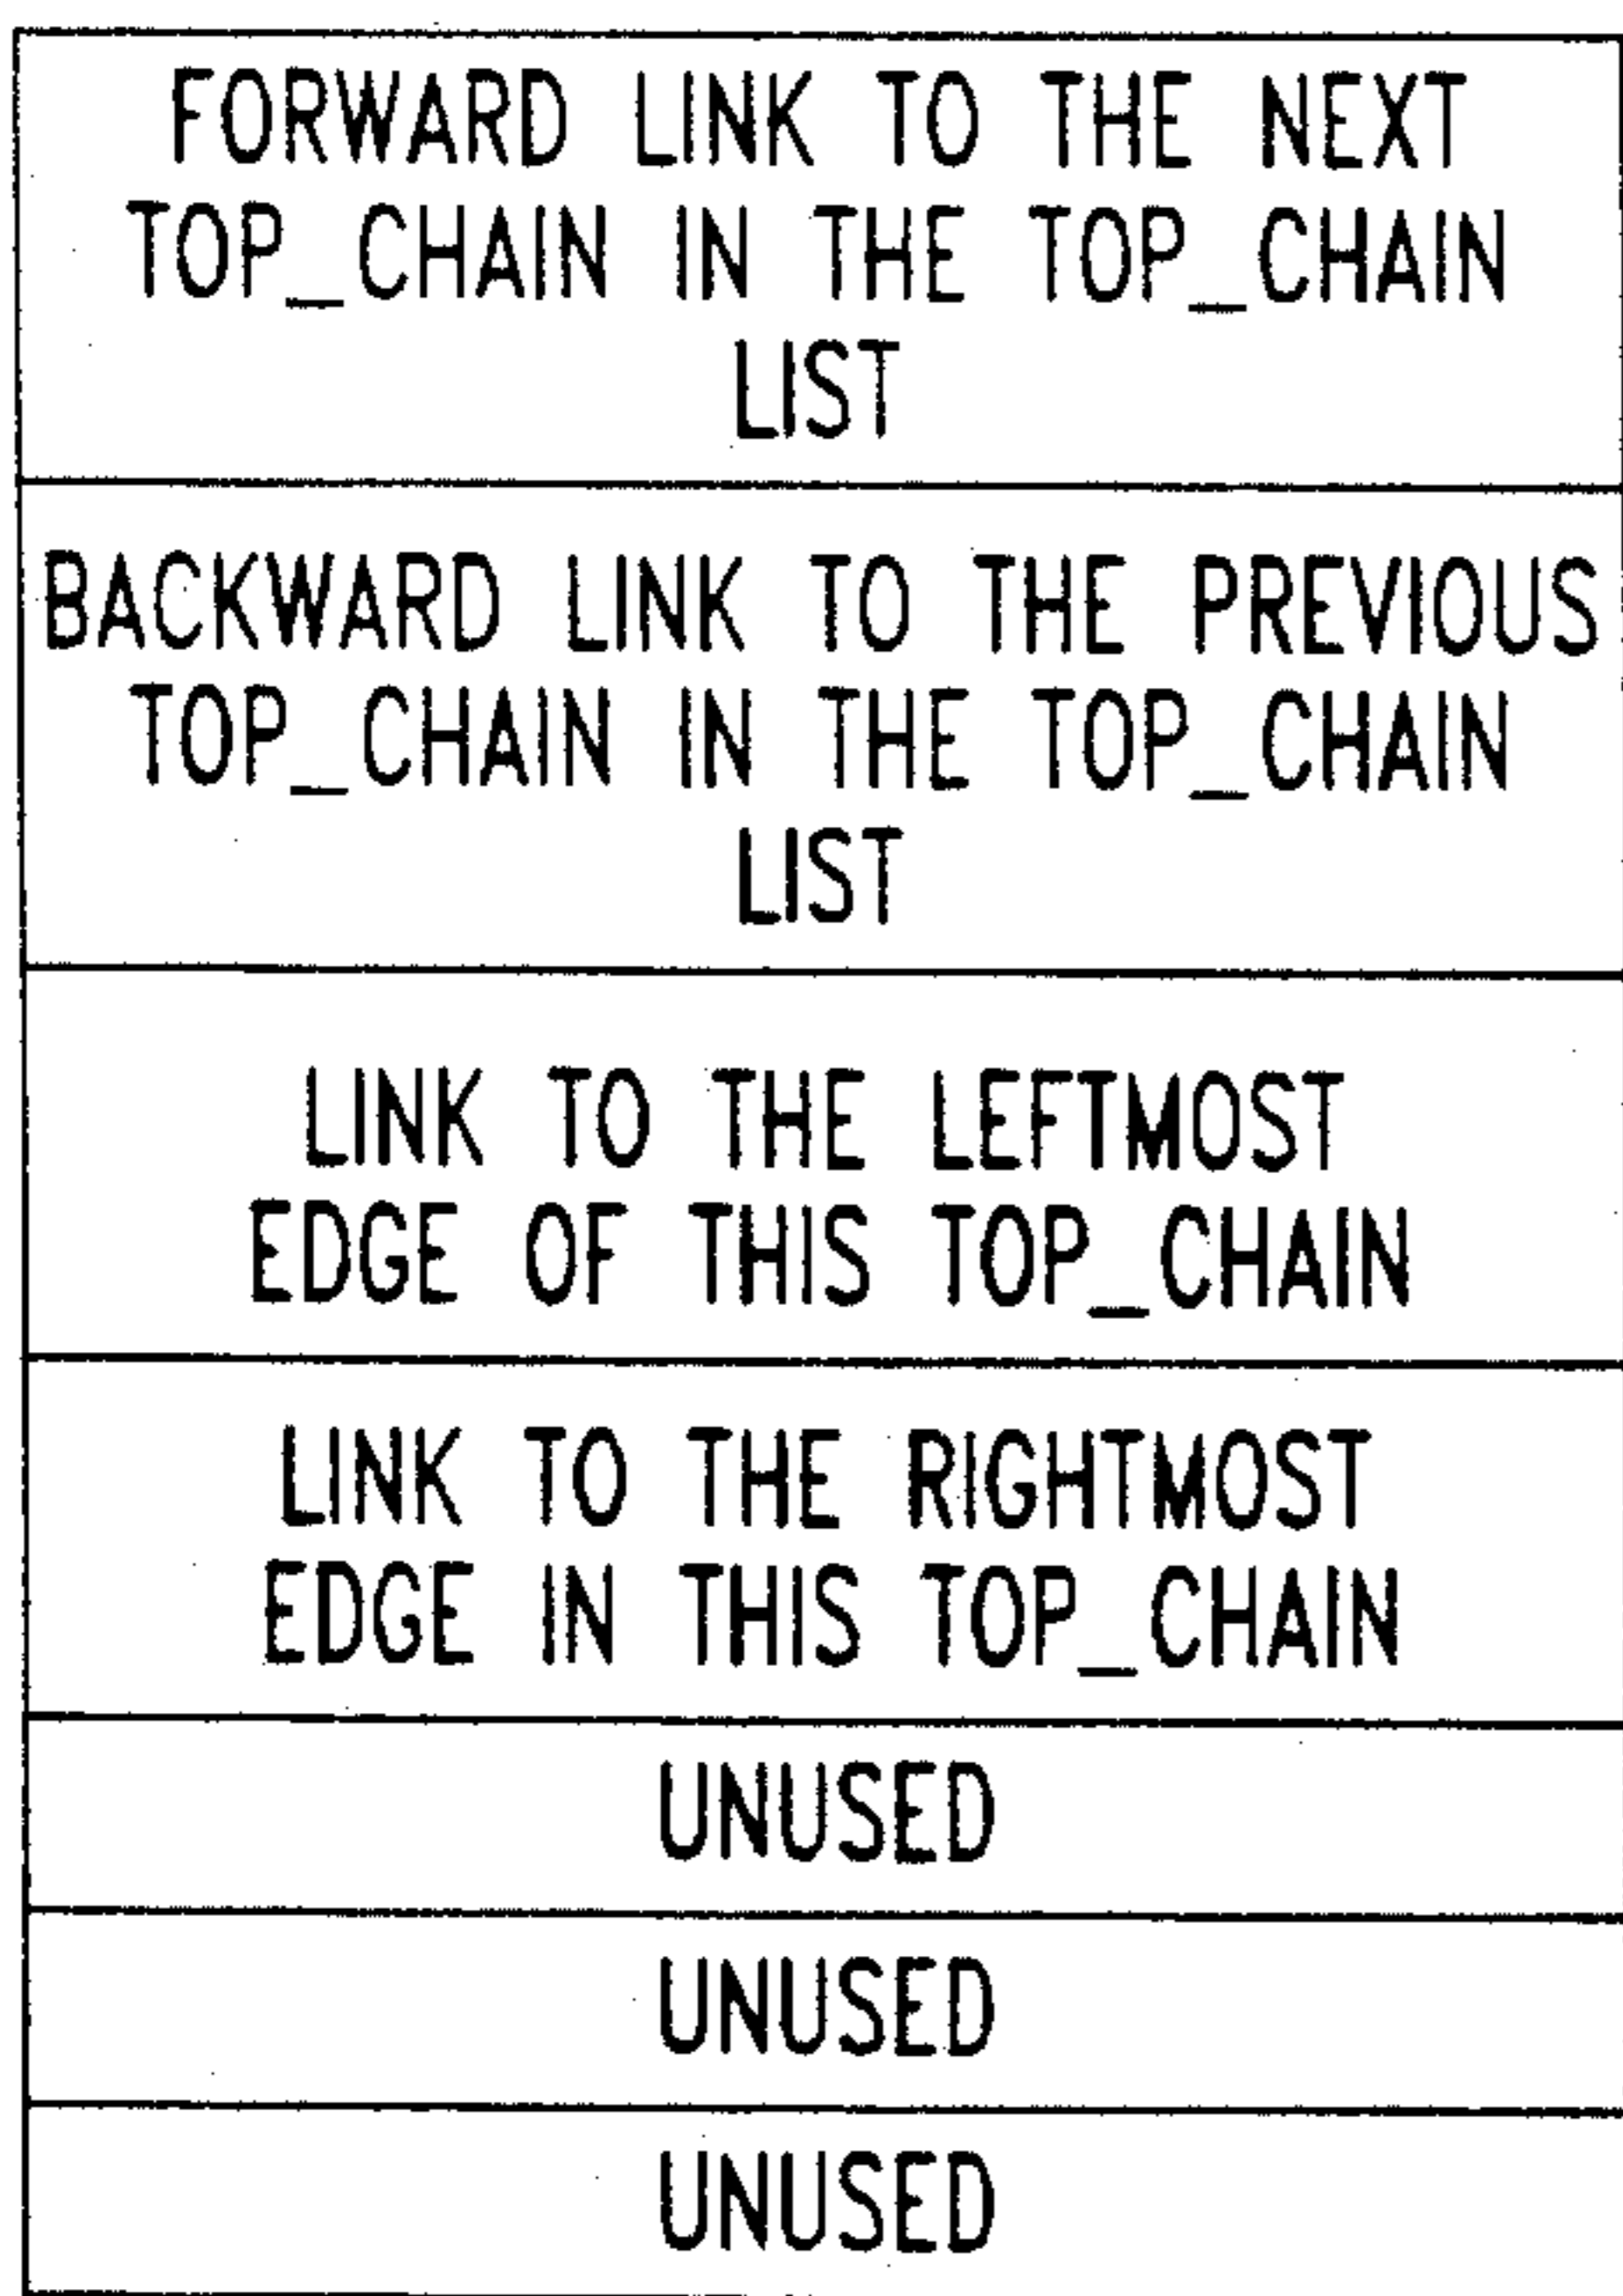 FORWARD LINK TO THE NEXT
TOP_CHAIN IN THE TOP_CHAIN
LIST
BACKWARD LINK TO THE PREVIOUS
TOP_CHAIN IN THE TOP_CHAIN
LIST
LINK TO THE LEFTMOST
EDGE OF THIS TOP_CHAIN
LINK TO THE RIGHTMOST
EDGE IN THIS TOP_CHAIN
UNUSED
UNUSED
UNUSED